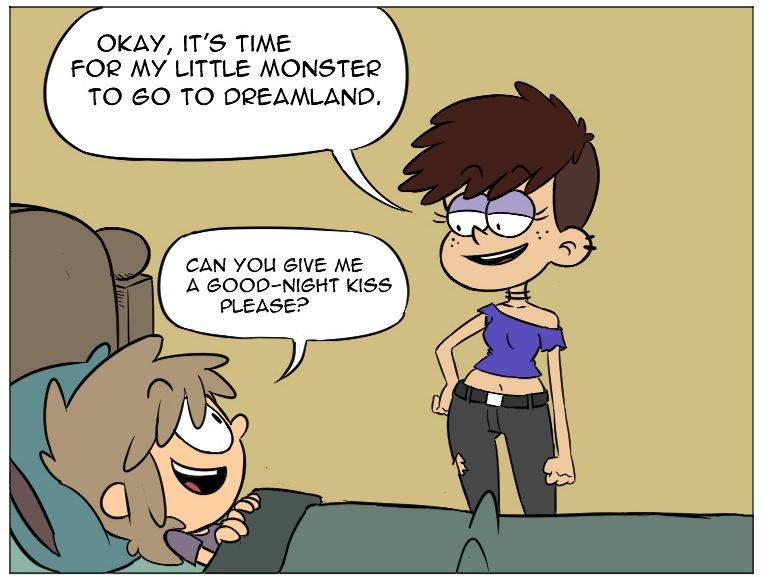 OKAY, IT'S TIME
FOR MY LITTLE MONSTER
TO GO TO DREAMLAND.
CAN YOU GIVE ME
A GOOD-NIGHT KISS
PLEASE?